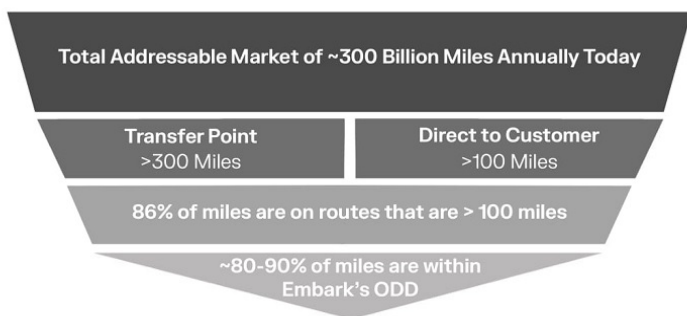 Total Addressable Market of ~300 Billion Miles Annually Today
Transfer Point
>300 Miles
Direct to Customer
>100 Miles
86% of miles are on routes that are > 100 miles
~80-90% of miles are within
Embark's ODD